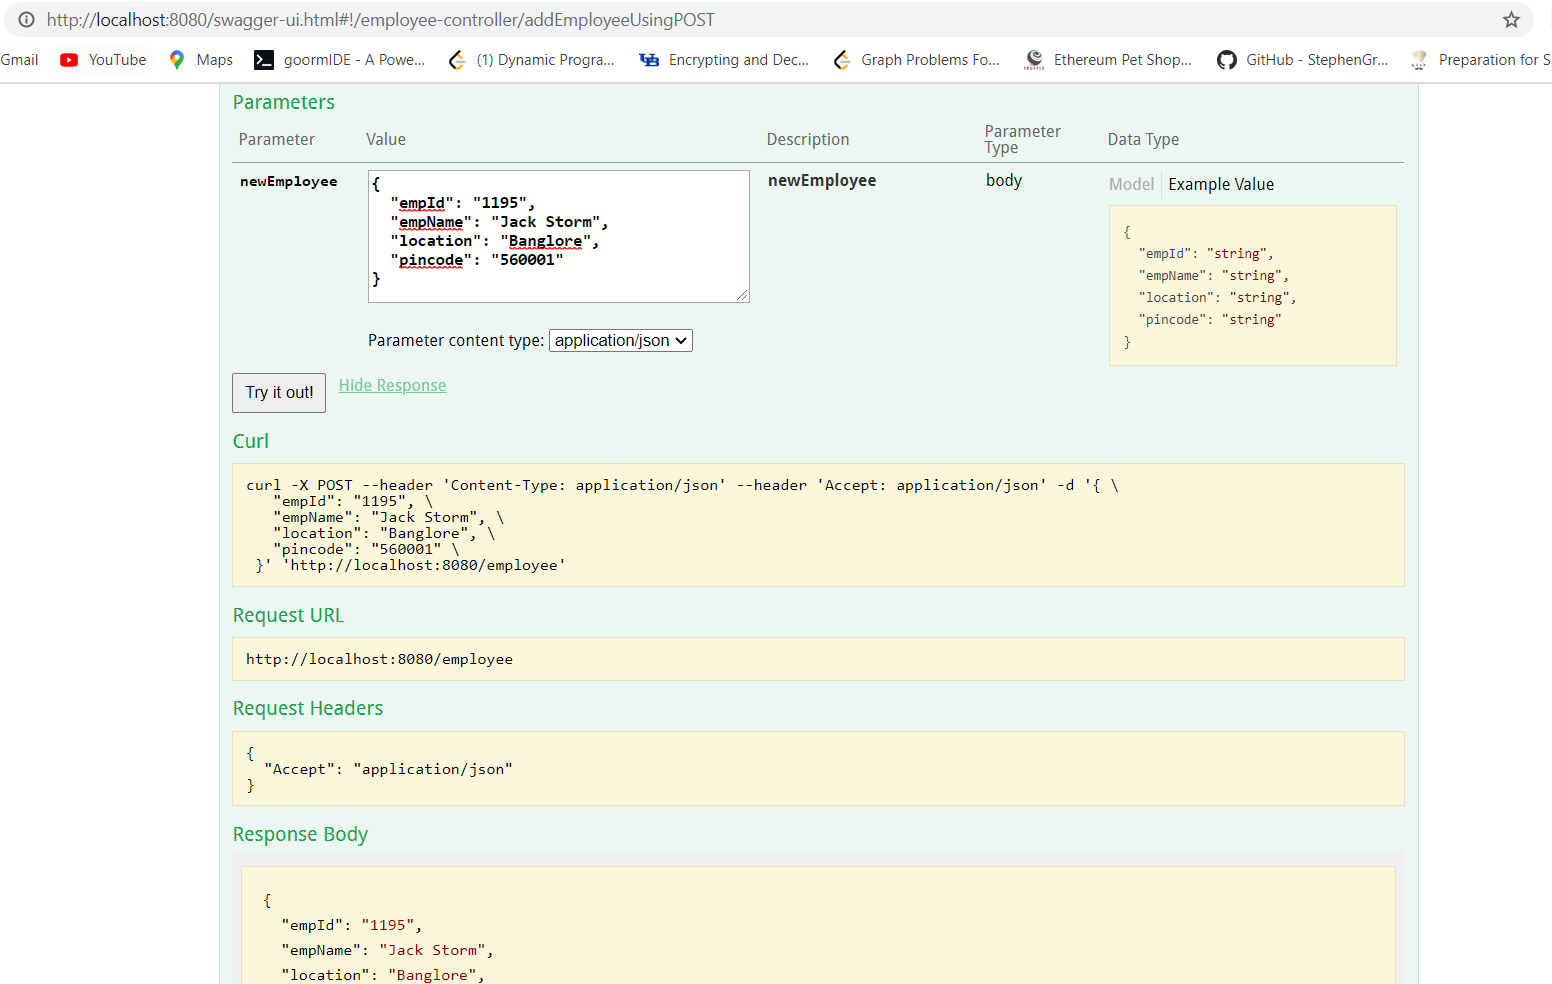 http://localhost:8080/swagger-ui.html#!/employee-controller/addEmployeeUsingPOST
Gmail YouTube Maps goormIDE - A Powe... (1) Dynamic Progra... Encrypting and Dec... Graph Problems Fo... Ethereum Pet Shop... GitHub - StephenGr... Preparation for S
Parameters
Parameter Value Description Parameter Type Data Type
newEmployee
{
"empId": "1195",
"empName": "Jack Storm",
"location": "Banglore",
"pincode": "560001"
}
newEmployee
body
Model Example Value
{
"empId": "string",
"empName": "string",
"location": "string",
"pincode": "string"
}
Parameter content type: application/json
Try it out! Hide Response
Curl
curl -X POST --header 'Content-Type: application/json' --header 'Accept: application/json' -d '{ \
"empId": "1195", \
"empName": "Jack Storm", \
"location": "Banglore", \
"pincode": "560001" \
}' 'http://localhost:8080/employee'
Request URL
http://localhost:8080/employee
Request Headers
{
"Accept": "application/json"
}
Response Body
{
"empId": "1195",
"empName": "Jack Storm",
"location": "Banglore",